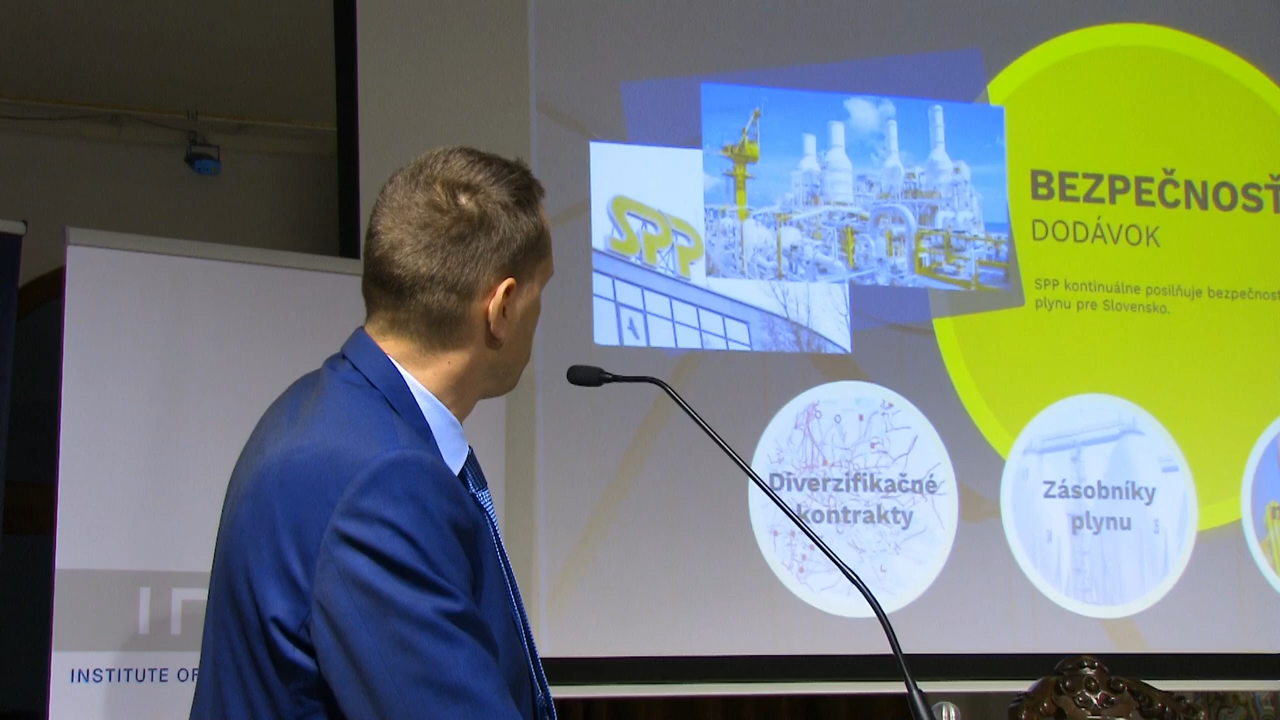 SPP
BEZPEČNOSŤ
DODÁVOK
SPP kontinuálne posilňuje bezpečnosť
plynu pre Slovensko.
Diverzifikačné
kontrakty
Zásobníky
plynu
INSTITUTE OF